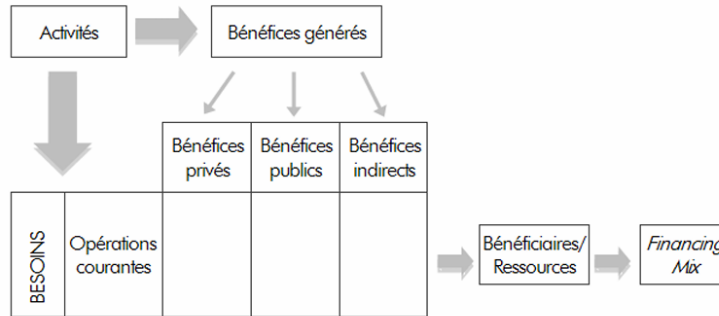 Activités
Bénéfices générés
Bénéfices
privés
Bénéfices
publics
Bénéfices
indirects
BESOINS
Opérations
courantes
Bénéficiaires/
Ressources
Financing
Mix